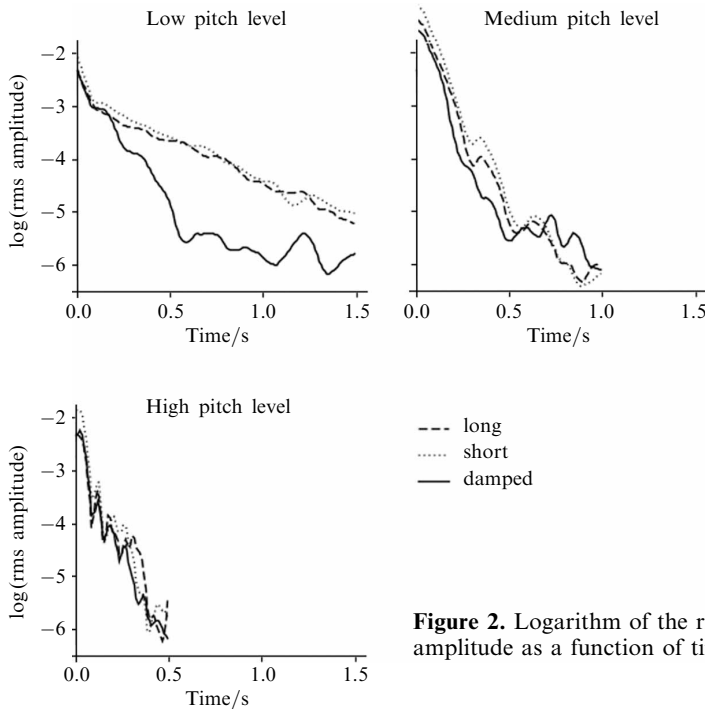 Low pitch level
Medium pitch level
log(rms amplitude)
−2
−3
−4
−5
−6
0.0
0.5
1.0
1.5
Time/s
0.0
0.5
1.0
1.5
Time/s
High pitch level
log(rms amplitude)
−2
−3
−4
−5
−6
0.0
0.5
1.0
1.5
Time/s
long
short
damped
Figure 2. Logarithm of the
amplitude as a function of